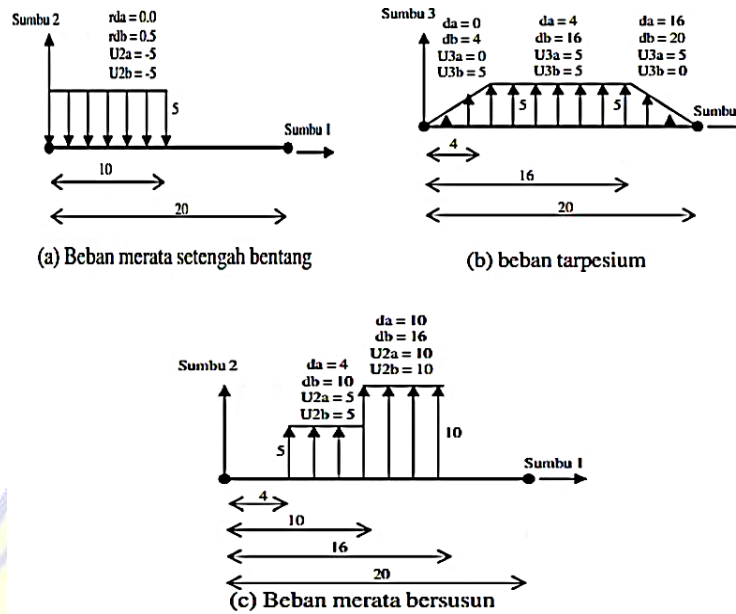 Sumbu 2
rda = 0.0
rdb = 0.5
U2a = -5
U2b = -5
5
Sumbu 1
10
20
(a) Beban merata setengah bentang
Sumbu 3
da = 0
db = 4
U3a = 0
U3b = 5
da = 4
db = 16
U3a = 5
U3b = 5
da = 16
db = 20
U3a = 5
U3b = 0
5
5
Sumbu
4
16
20
(b) beban tarpesium
Sumbu 2
da = 4
db = 10
U2a = 5
U2b = 5
da = 10
db = 16
U2a = 10
U2b = 10
5
10
Sumbu 1
4
10
16
20
(c) Beban merata bersusun